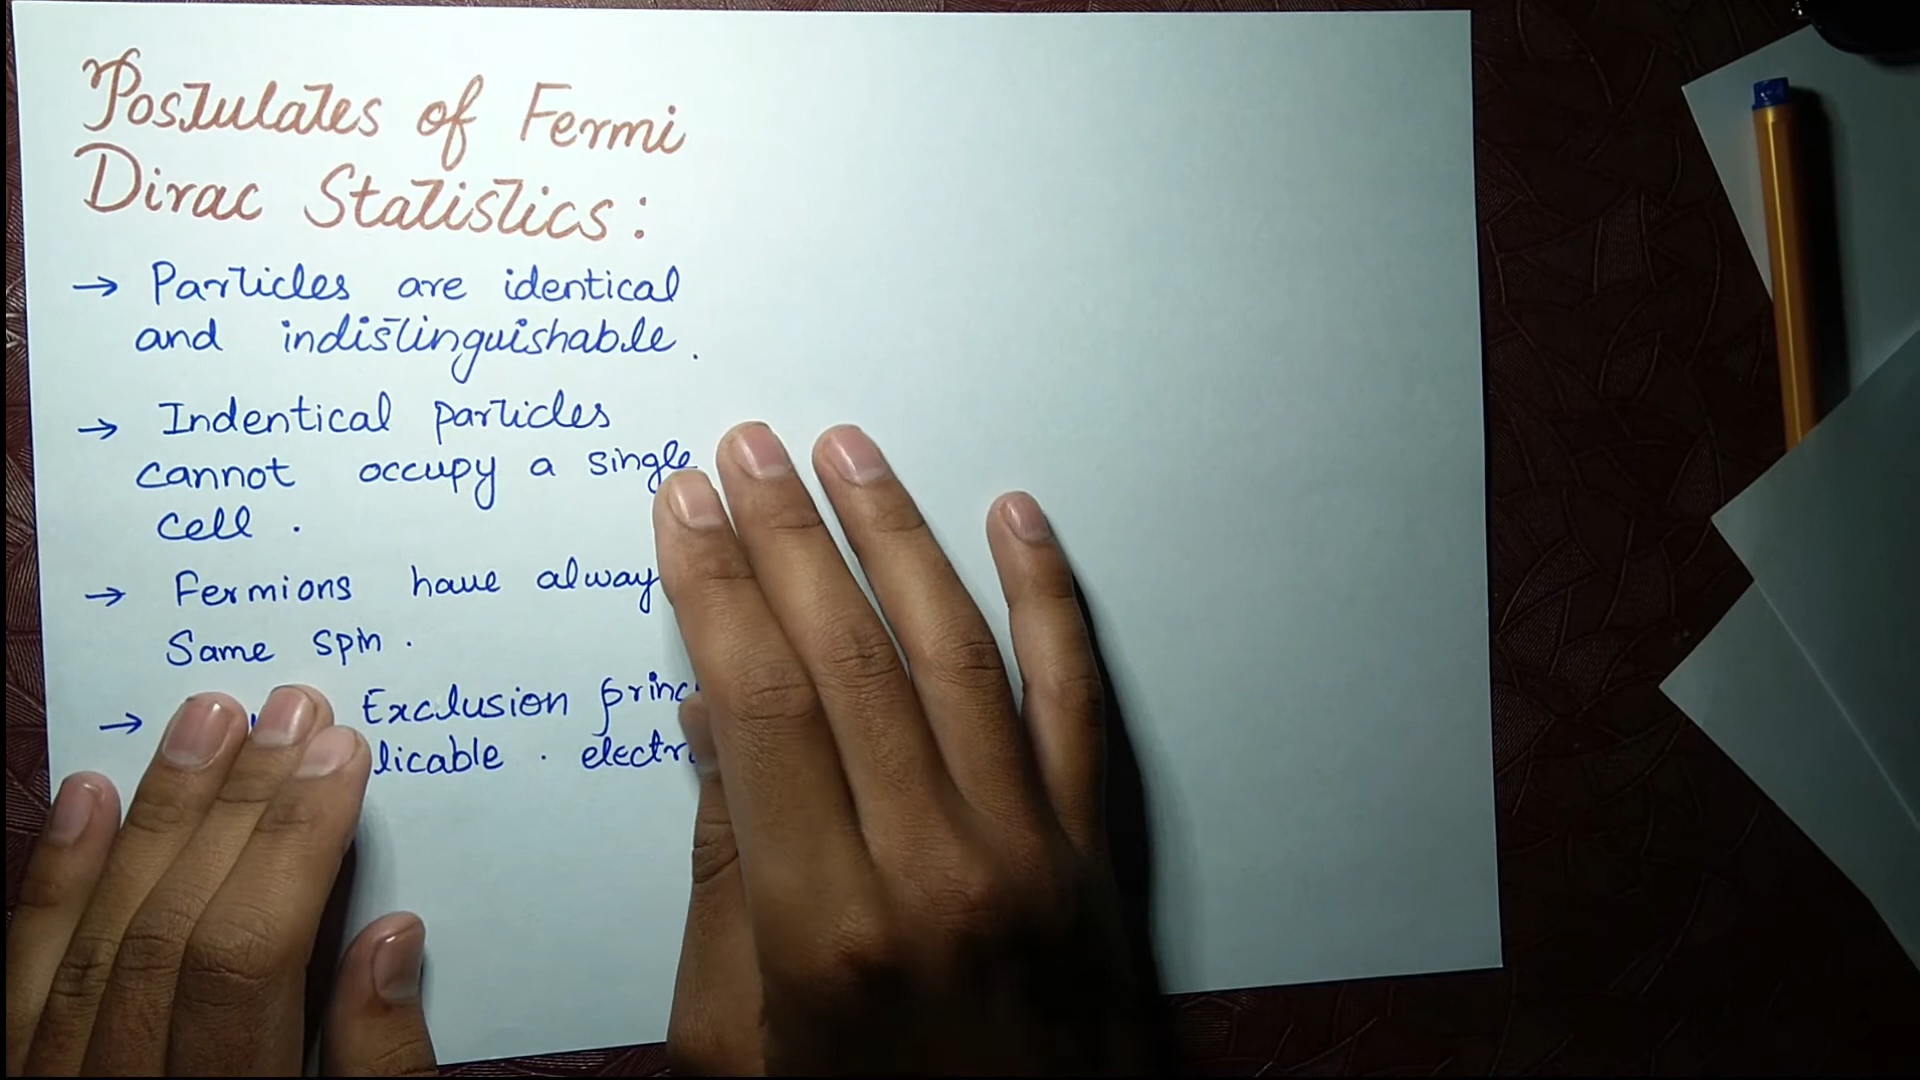 Postulates of Fermi
Dirac Statistics:
→ Particles are identical
and indistinguishable.
→ Indentical particles
cannot occupy a single
cell.
→ Fermions have alway
Same spin.
→ Exclusion princ
licable. electr